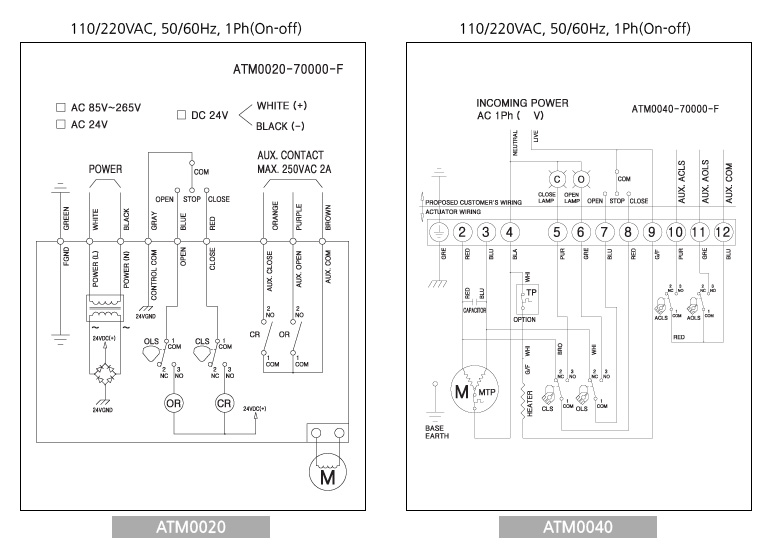 110/220VAC, 50/60Hz, 1Ph(On-off)
ATM0020-70000-F
AC 85V~265V
AC 24V
DC 24V
WHITE (+)
BLACK (-)
POWER
COM
AUX. CONTACT
MAX. 250VAC 2A
OPEN STOP CLOSE
GREEN
WHITE
BLACK
GRAY
BLUE
RED
ORANGE
PURPLE
BROWN
FGND
POWER (L)
POWER (N)
CONTROL COM
OPEN
CLOSE
AUX. CLOSE
AUX. OPEN
AUX. COM
24VGND
~ ~
24VDC(+)
24VGND
OLS
1
COM
2
NC
3
NO
CLS
1
COM
2
NC
3
NO
2
NO
CR
1
COM
2
NO
OR
1
COM
OR
CR
24VDC(+)
M
ATM0020
110/220VAC, 50/60Hz, 1Ph(On-off)
INCOMING POWER
AC 1Ph ( V)
ATM0040-70000-F
NEUTRAL
LIVE
C
O
CLOSE
LAMP
OPEN
LAMP
COM
OPEN STOP CLOSE
AUX. ACLS
AUX. AOLS
AUX. COM
PROPOSED CUSTOMER'S WIRING
ACTUATOR WIRING
2 3 4 5 6 7 8 9 10 11 12
GRE
RED
BLU
BLA
PUR
GRE
BLU
RED
G/F
PUR
GRE
BLU
RED
BLU
CAPACITOR
WHI
TP
OPTION
2
NC
3
NO
ACLS
1
COM
2
NC
3
NO
AOLS
1
COM
RED
WHI
G/F
HEATER
BRO
WHI
M
MTP
2
NC
3
NO
CLS
1
COM
2
NC
3
NO
OLS
1
COM
BASE
EARTH
ATM0040